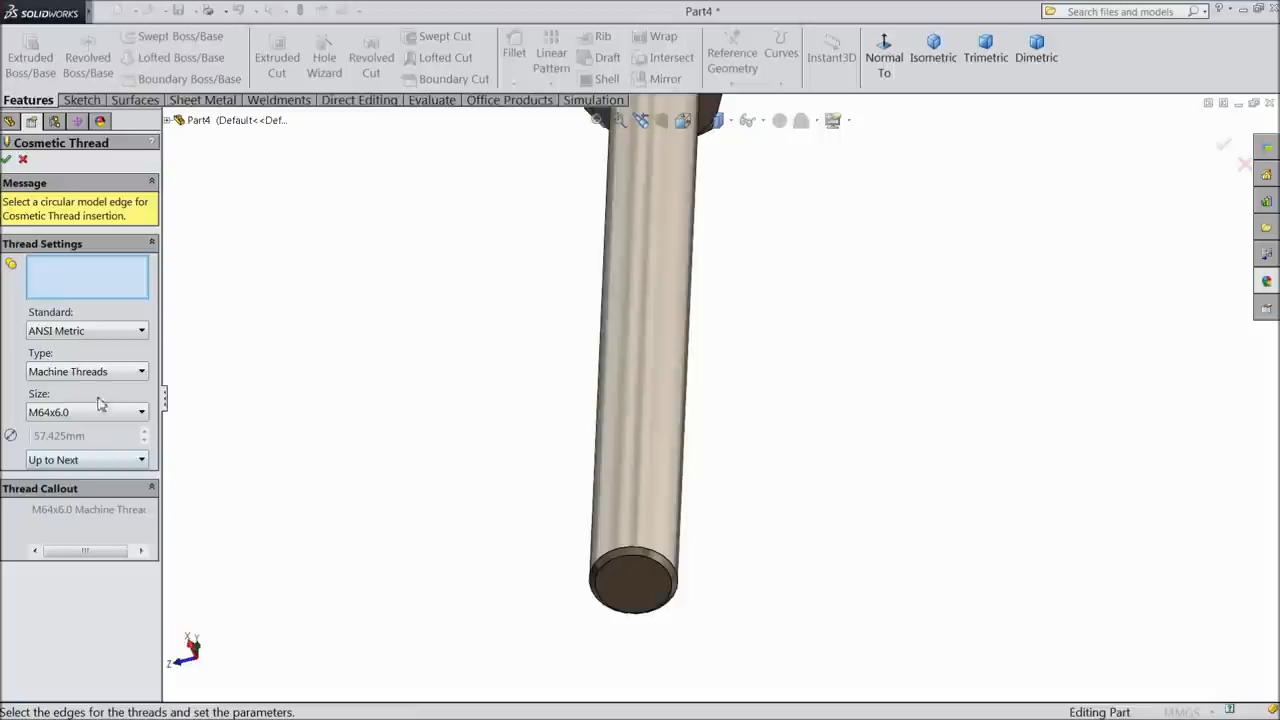 SOLIDWORKS
Part4 *
Search files and models
?
Extruded Boss/Base
Revolved Boss/Base
Swept Boss/Base
Lofted Boss/Base
Boundary Boss/Base
Extruded Cut
Hole Wizard
Revolved Cut
Swept Cut
Lofted Cut
Boundary Cut
Fillet
Linear Pattern
Rib
Draft
Shell
Wrap
Intersect
Mirror
Reference Geometry
Curves
Instant3D
Normal To
Isometric
Trimetric
Dimetric
Features
Sketch
Surfaces
Sheet Metal
Weldments
Direct Editing
Evaluate
Office Products
Simulation
Part4 (Default<<Def...
Cosmetic Thread
?
Message
Select a circular model edge for
Cosmetic Thread insertion.
Thread Settings
Standard:
ANSI Metric
Type:
Machine Threads
Size:
M64x6.0
57.425mm
Up to Next
Thread Callout
M64x6.0 Machine Threac
X
Y
Z
Select the edges for the threads and set the parameters.
Editing Part
MMGS
?